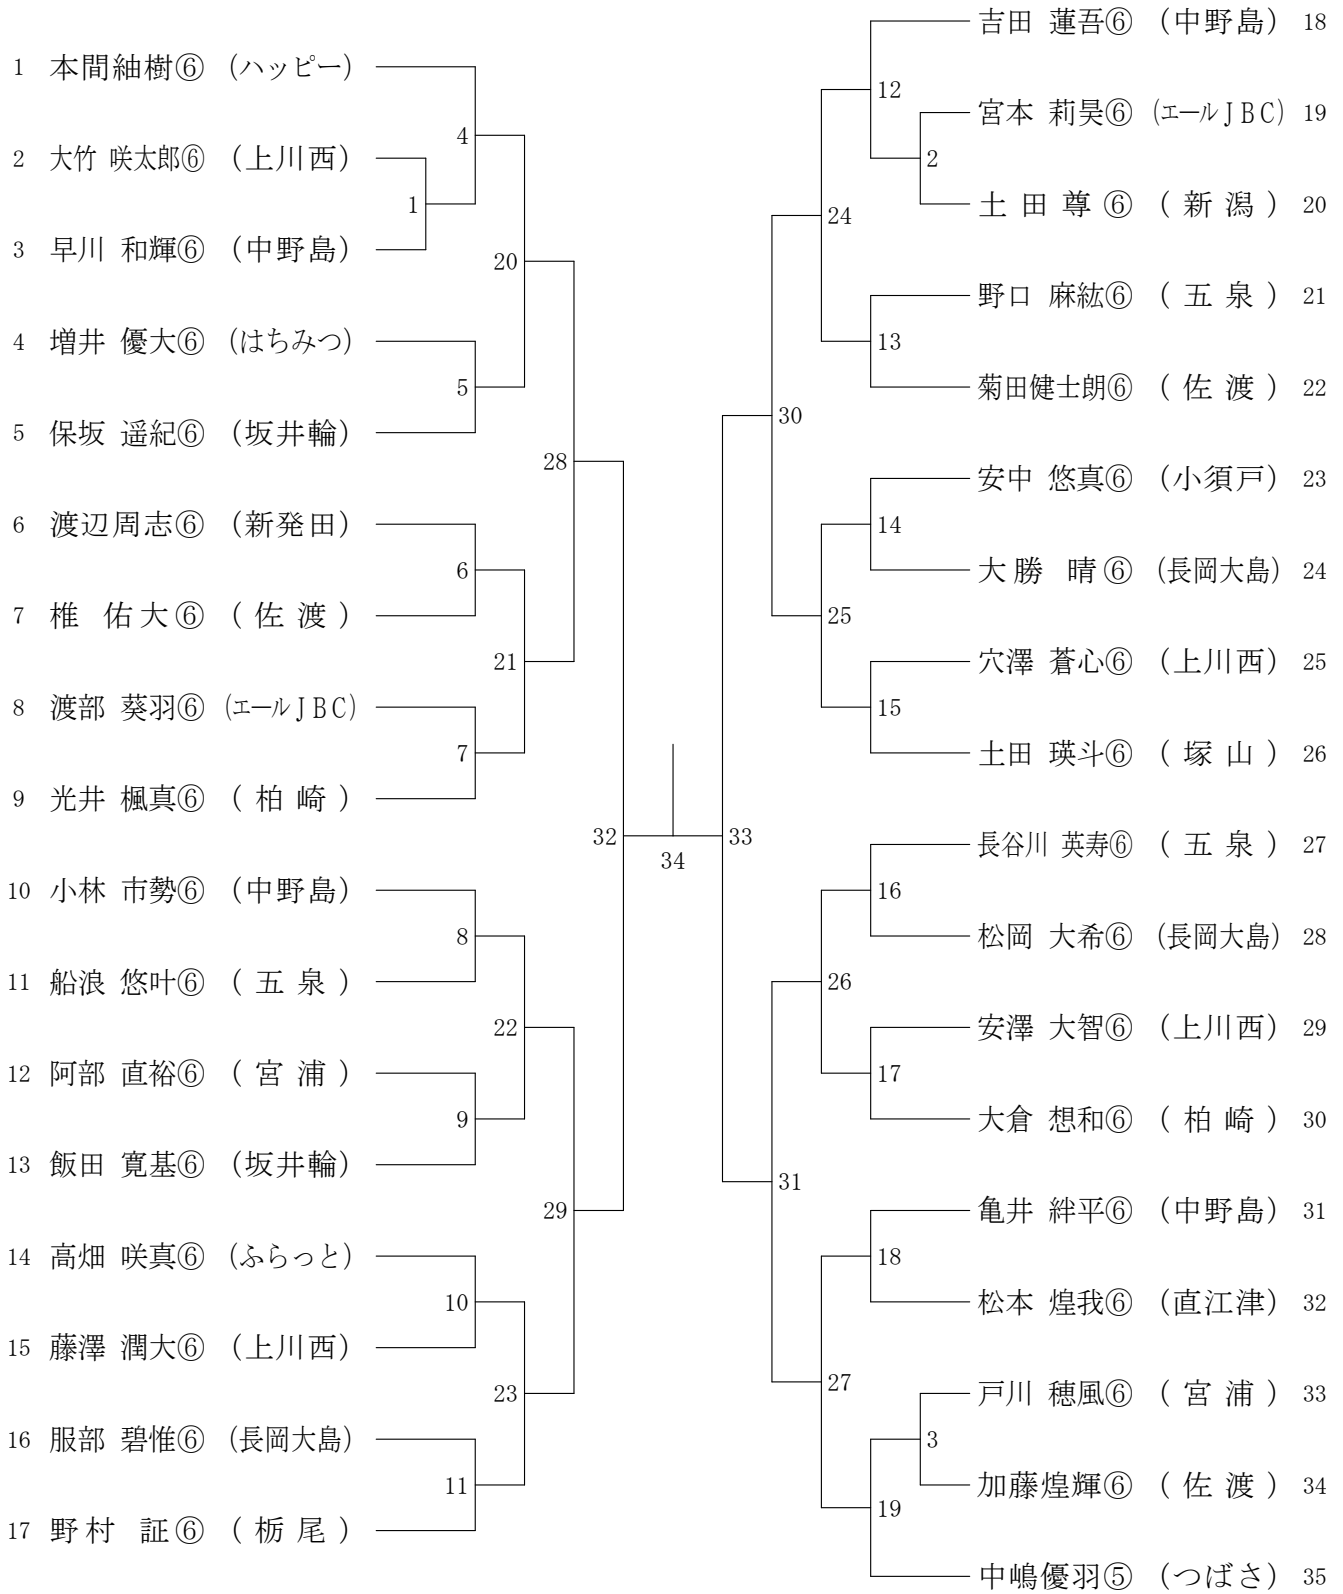 1 本間紬樹⑥ (ハッピー)
2 大竹 咲太郎⑥ (上川西)
3 早川 和輝⑥ (中野島)
4 増井 優大⑥ (はちみつ)
5 保坂 遥紀⑥ (坂井輪)
6 渡辺周志⑥ (新発田)
7 椎 佑大⑥ (佐渡)
8 渡部 葵羽⑥ (エールJBC)
9 光井 楓真⑥ (柏崎)
10 小林 市勢⑥ (中野島)
11 船浪 悠叶⑥ (五泉)
12 阿部 直裕⑥ (宮浦)
13 飯田 寛基⑥ (坂井輪)
14 高畑 咲真⑥ (ふらっと)
15 藤澤 潤大⑥ (上川西)
16 服部 碧惟⑥ (長岡大島)
17 野村 証⑥ (栃尾)
1
4
5
6
7
8
9
10
11
20
21
22
23
28
29
32
34
33
30
31
24
25
26
27
12
2
13
14
15
16
17
18
3
19
吉田 蓮吾⑥ (中野島) 18
宮本 莉昊⑥ (エールJBC) 19
土田尊⑥ (新潟) 20
野口 麻紘⑥ (五泉) 21
菊田健士朗⑥ (佐渡) 22
安中 悠真⑥ (小須戸) 23
大勝 晴⑥ (長岡大島) 24
穴澤 蒼心⑥ (上川西) 25
土田 瑛斗⑥ (塚山) 26
長谷川 英寿⑥ (五泉) 27
松岡 大希⑥ (長岡大島) 28
安澤 大智⑥ (上川西) 29
大倉 想和⑥ (柏崎) 30
亀井 絆平⑥ (中野島) 31
松本 煌我⑥ (直江津) 32
戸川 穂風⑥ (宮浦) 33
加藤煌輝⑥ (佐渡) 34
中嶋優羽⑤ (つばさ) 35